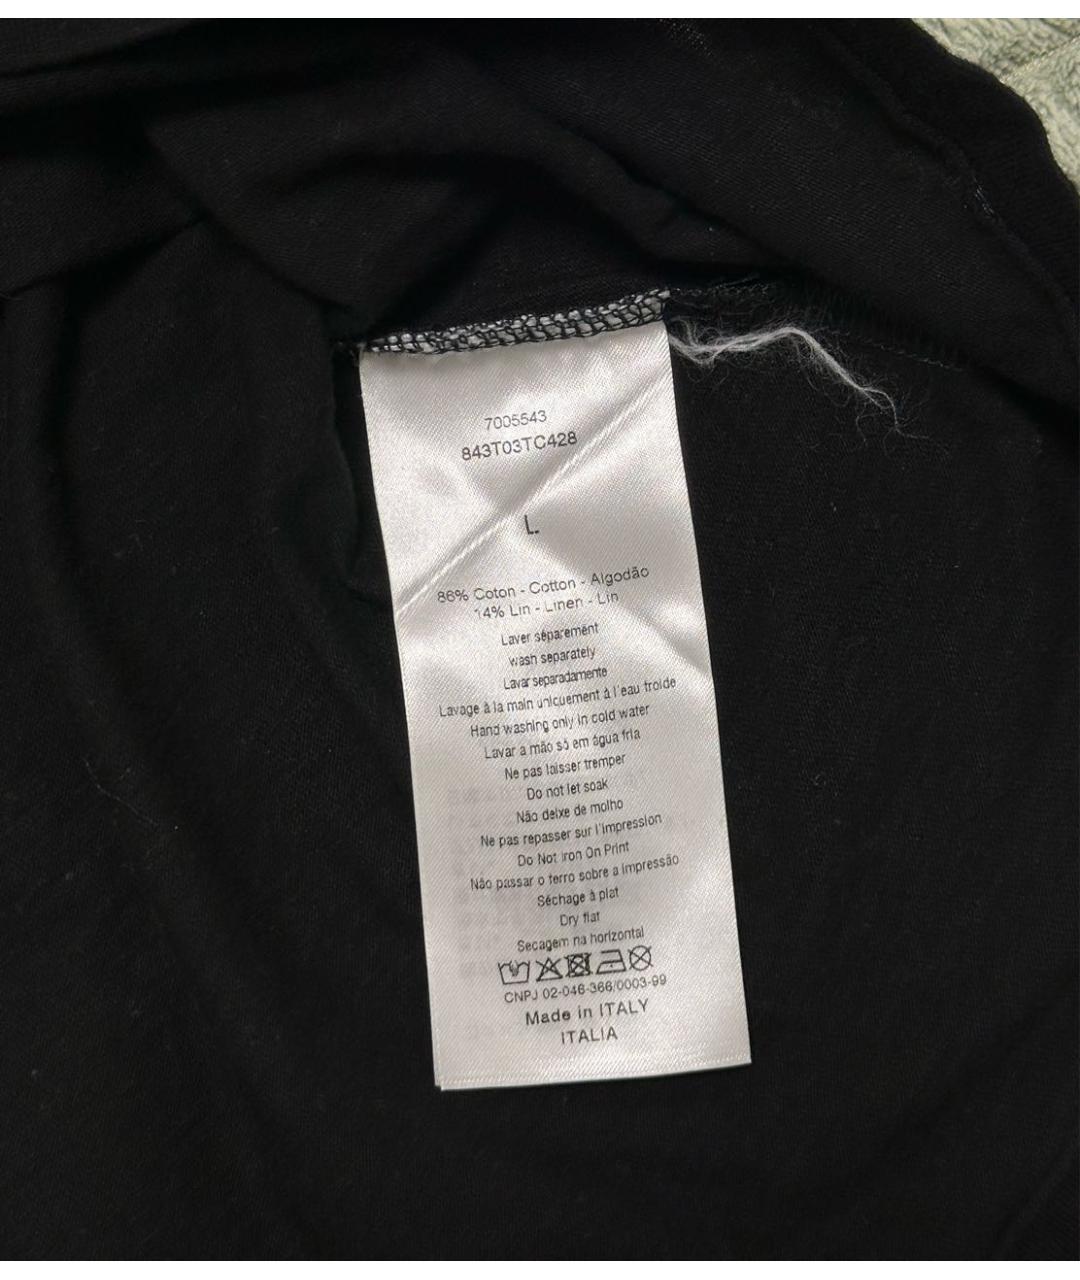 7005543
843T03TC428
L.
86% Coton - Cotton - Algodão
14% Lin - Linen - Lin
Laver séparement
wash separately
Lavar separadamente
Lavage à la main uniquement à l'eau froide
Hand washing only in cold water
Lavar a mão só em água fria
Ne pas laisser tremper
Do not let soak
Não deixe de molho
Ne pas repasser sur l'impression
Do Not Iron On Print
Não passar o ferro sobre a impressão
Séchage à plat
Dry flat
Secagem na horizontal
CNPJ 02-046-366/0003-99
Made in ITALY
ITALIA